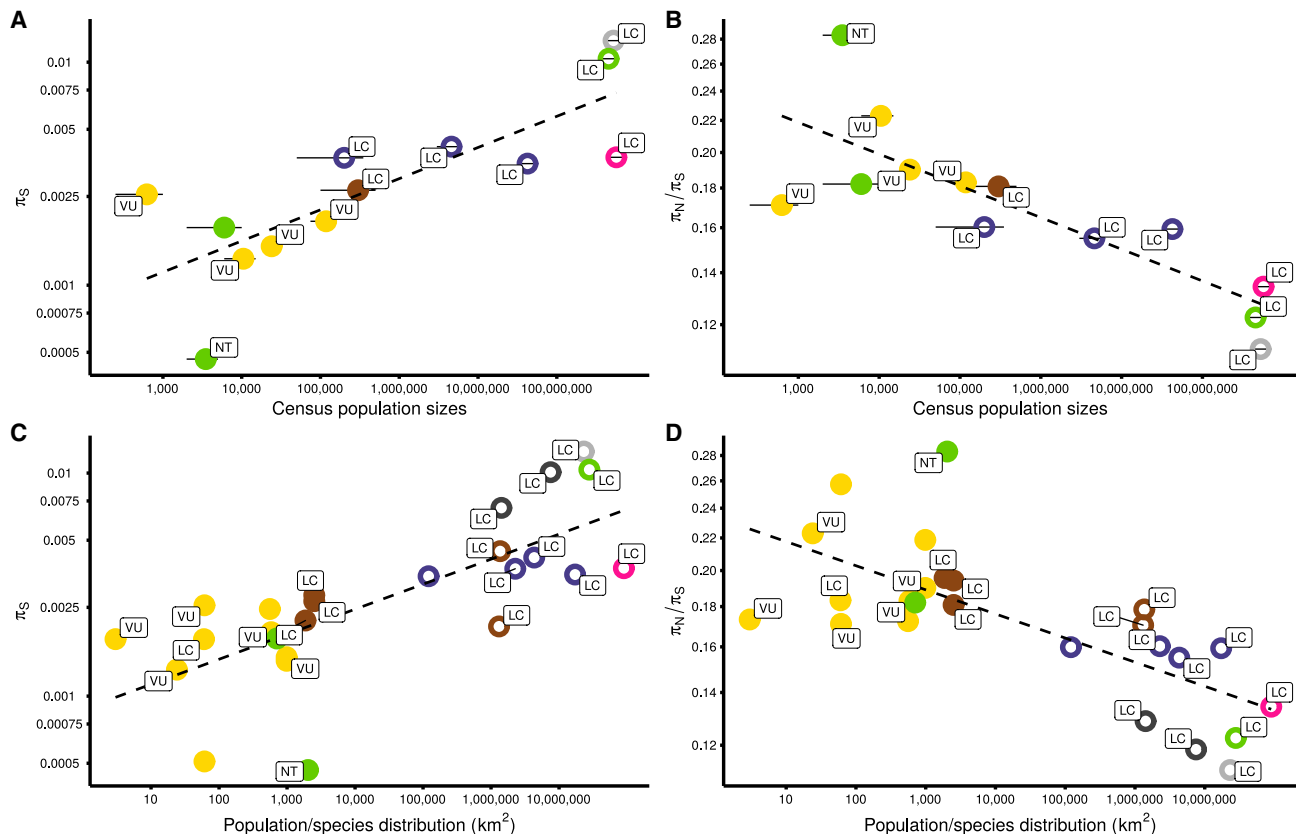 A
πS
0.01
0.0075
0.005
0.0025
0.001
0.00075
0.0005
LC
LC
LC
LC
LC
LC
LC
VU
VU
VU
VU
NT
1,000
10,000
100,000
1,000,000
10,000,000
100,000,000
Census population sizes
B
πN/πS
0.28
0.26
0.24
0.22
0.20
0.18
0.16
0.14
0.12
NT
VU
VU
VU
VU
LC
LC
LC
LC
LC
LC
LC
1,000
10,000
100,000
1,000,000
10,000,000
100,000,000
Census population sizes
C
πS
0.01
0.0075
0.005
0.0025
0.001
0.00075
0.0005
LC
LC
LC
LC
LC
LC
LC
LC
LC
LC
LC
LC
VU
VU
LC
VU
VU
LC
VU
NT
10
100
1,000
10,000
100,000
1,000,000
10,000,000
Population/species distribution (km²)
D
πN/πS
0.28
0.26
0.24
0.22
0.20
0.18
0.16
0.14
0.12
NT
VU
LC
VU
LC
LC
VU
VU
VU
LC
LC
LC
LC
LC
LC
LC
LC
LC
LC
LC
10
100
1,000
10,000
100,000
1,000,000
10,000,000
Population/species distribution (km²)